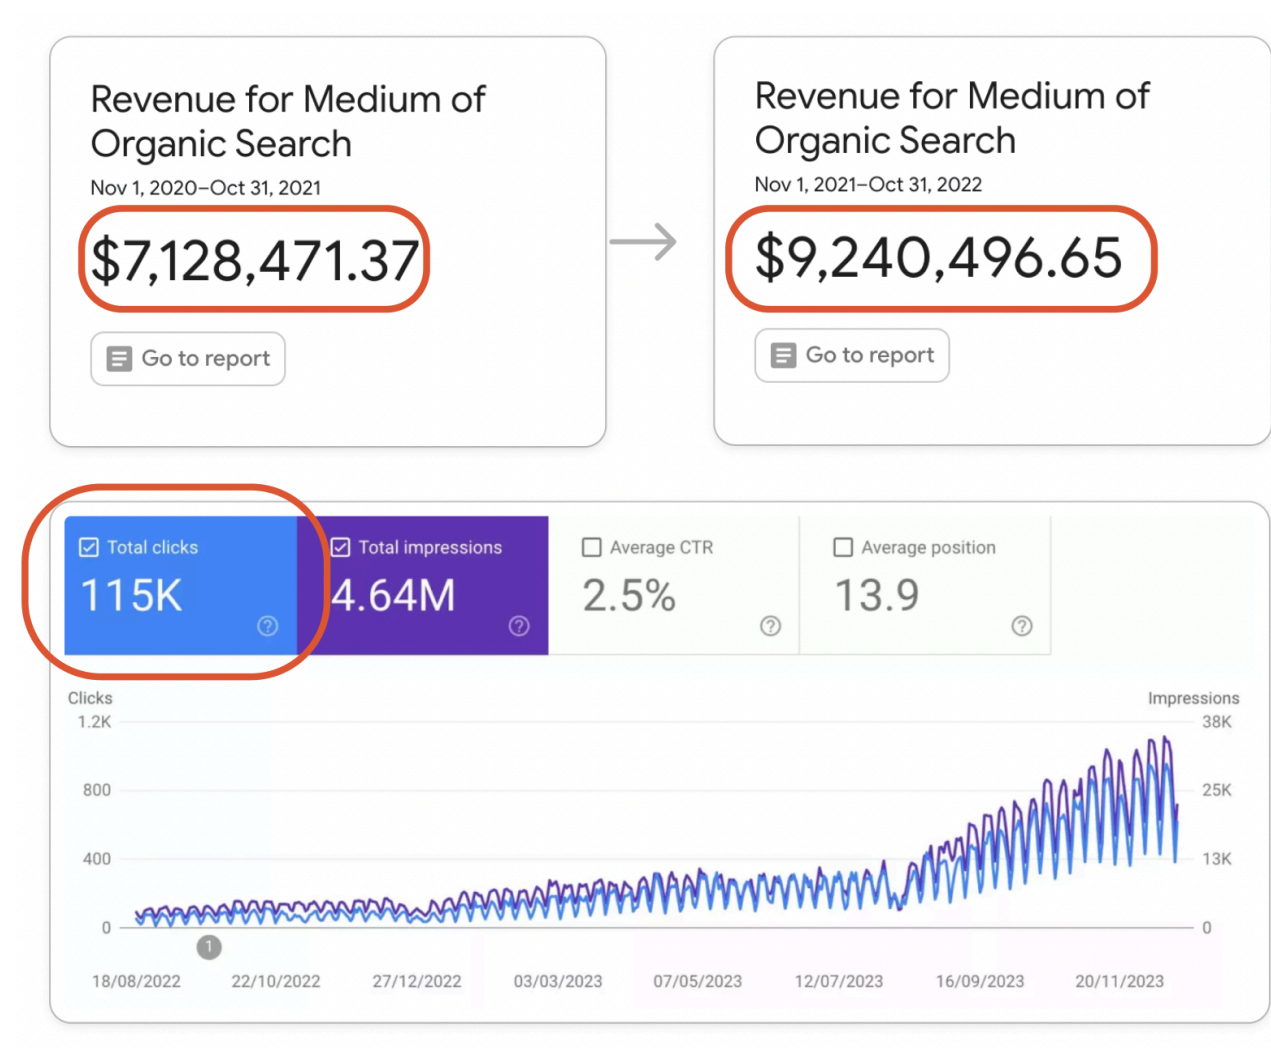 Revenue for Medium of
Organic Search
Nov 1, 2020–Oct 31, 2021
$7,128,471.37
Go to report
Revenue for Medium of
Organic Search
Nov 1, 2021–Oct 31, 2022
$9,240,496.65
Go to report
Total clicks
115K
Total impressions
4.64M
Average CTR
2.5%
Average position
13.9
Clicks
Impressions
1.2K
38K
800
25K
400
13K
0
0
1
18/08/2022 22/10/2022 27/12/2022 03/03/2023 07/05/2023 12/07/2023 16/09/2023 20/11/2023